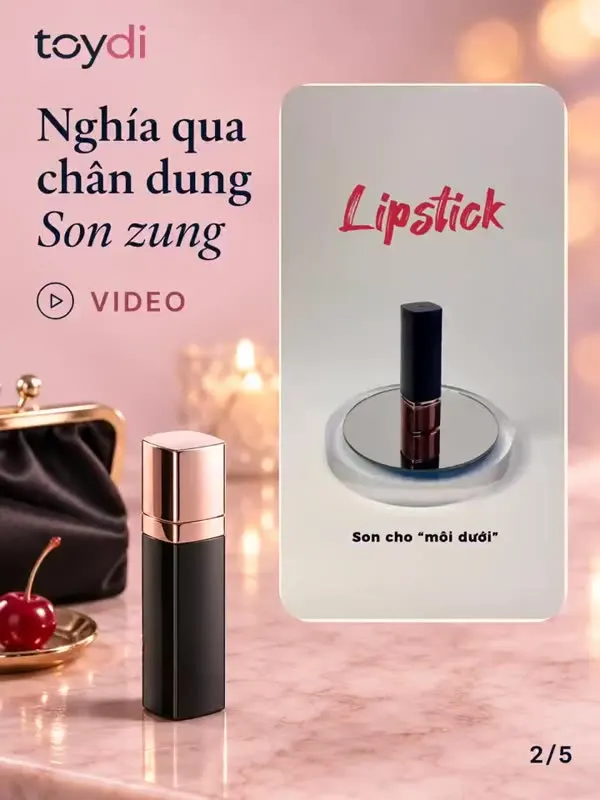 toydi
Nghía qua
chân dung
Son zung
VIDEO
Lipstick
Son cho “môi dưới”
2/5